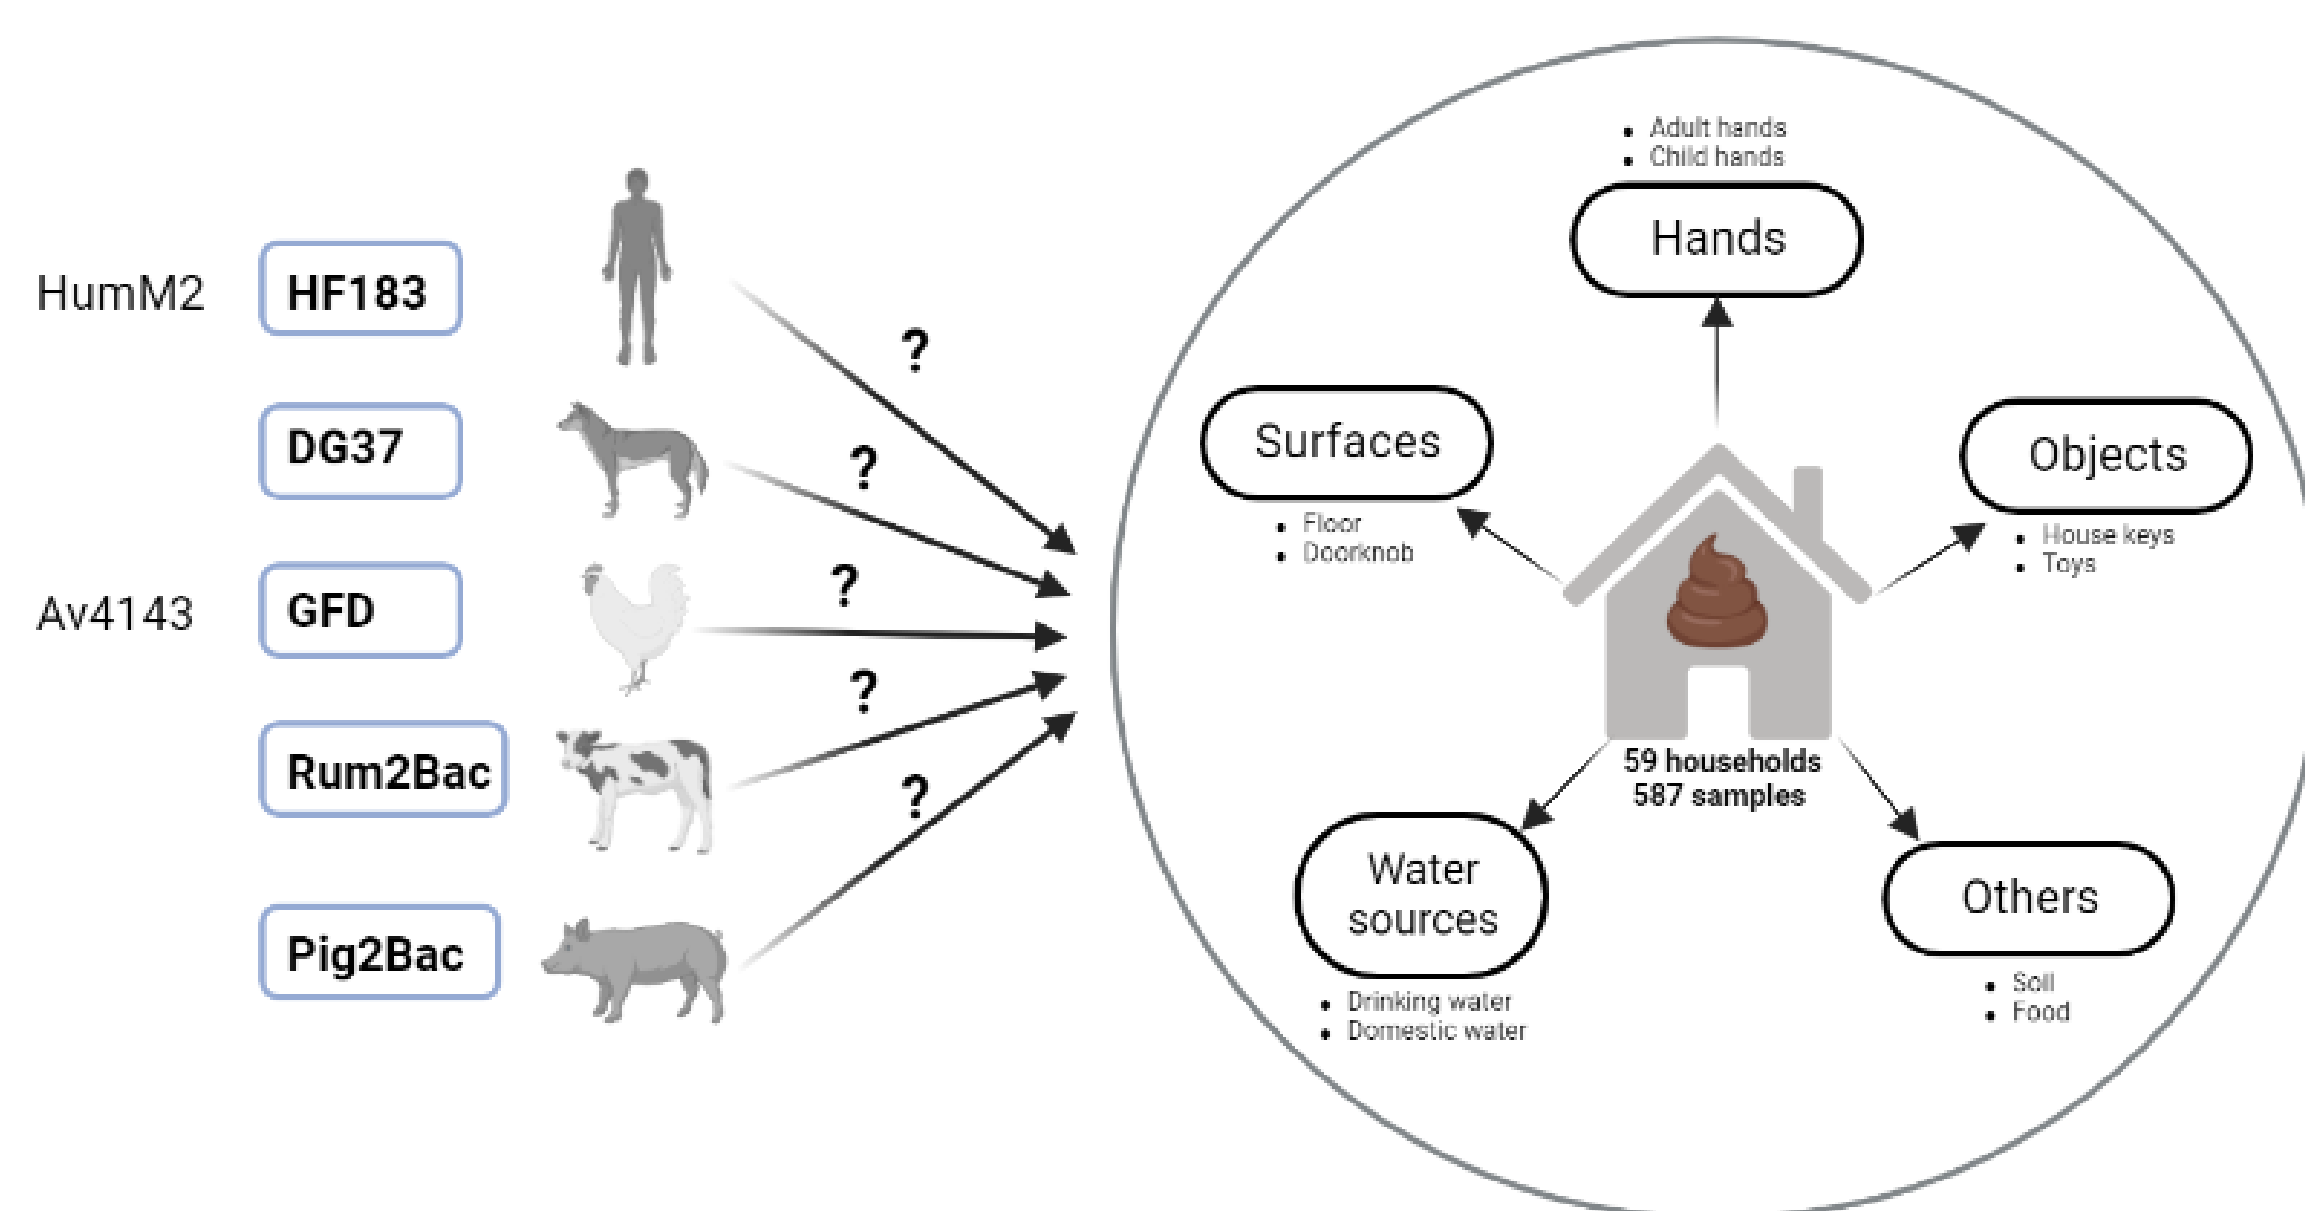 HumM2
HF183
DG37
Av4143
GFD
Rum2Bac
Pig2Bac
?
?
?
?
?
• Adult hands
• Child hands
Hands
Surfaces
• Floor
• Doorknob
Objects
• House keys
• Toys
59 households
587 samples
Water
sources
• Drinking water
• Domestic water
Others
• Soil
• Food